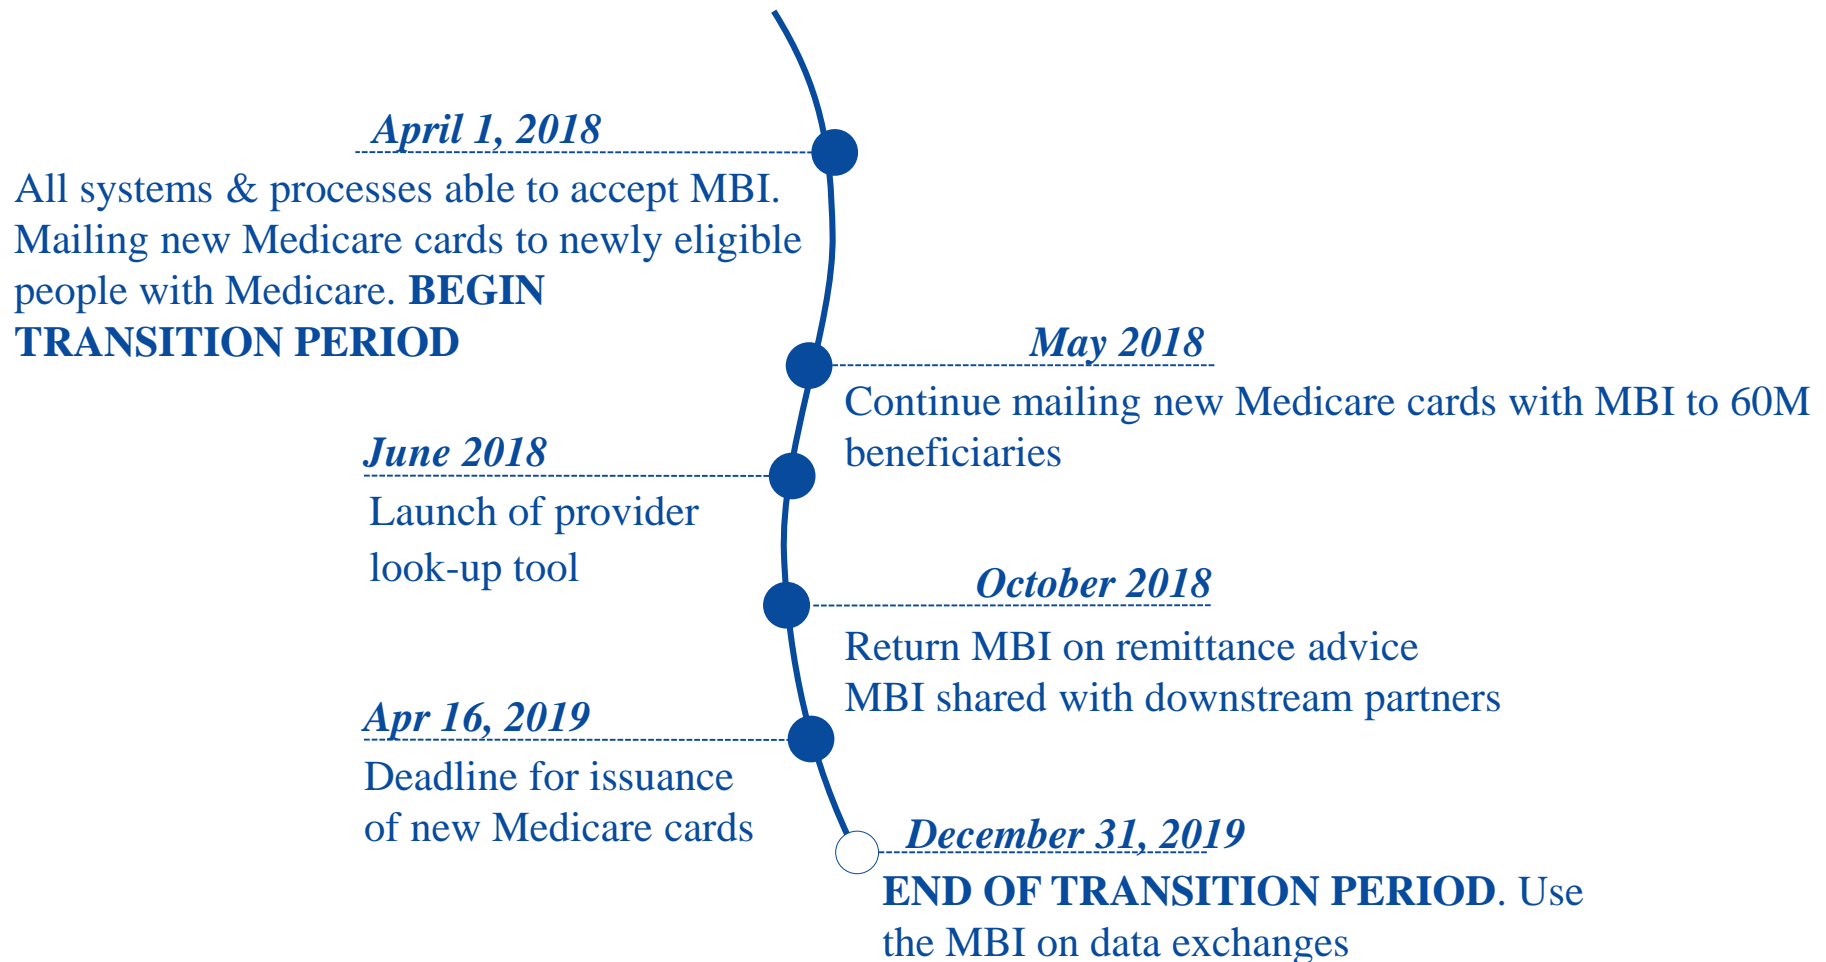 April 1, 2018
All systems & processes able to accept MBI.
Mailing new Medicare cards to newly eligible
people with Medicare. BEGIN
TRANSITION PERIOD
May 2018
Continue mailing new Medicare cards with MBI to 60M
beneficiaries
June 2018
Launch of provider
look-up tool
October 2018
Return MBI on remittance advice
MBI shared with downstream partners
Apr 16, 2019
Deadline for issuance
of new Medicare cards
December 31, 2019
END OF TRANSITION PERIOD. Use
the MBI on data exchanges